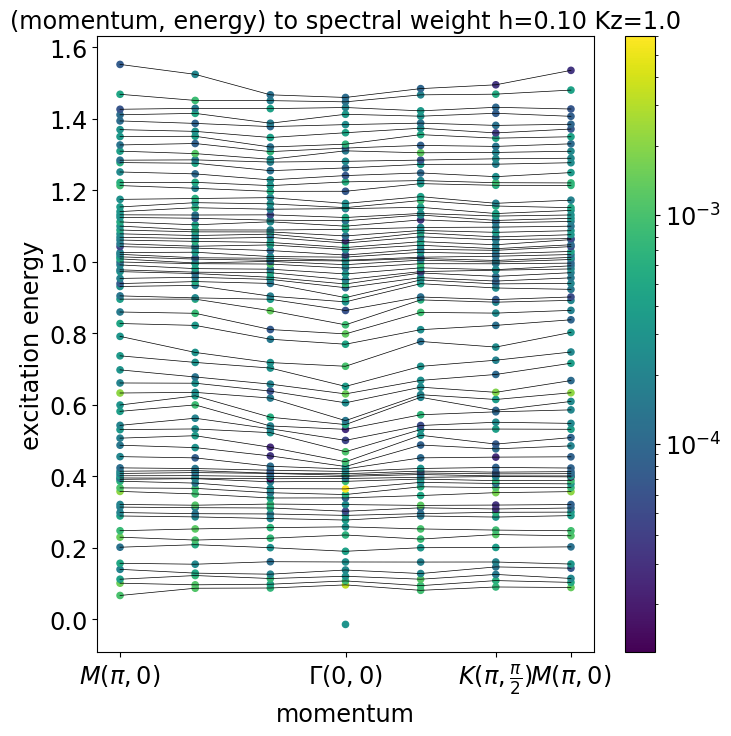 (momentum, energy) to spectral weight h=0.10 Kz=1.0
1.6
1.4
1.2
1.0
0.8
0.6
0.4
0.2
0.0
excitation energy
M(π, 0)
Γ(0, 0)
K(π, π/2)
M(π, 0)
momentum
10⁻³
10⁻⁴